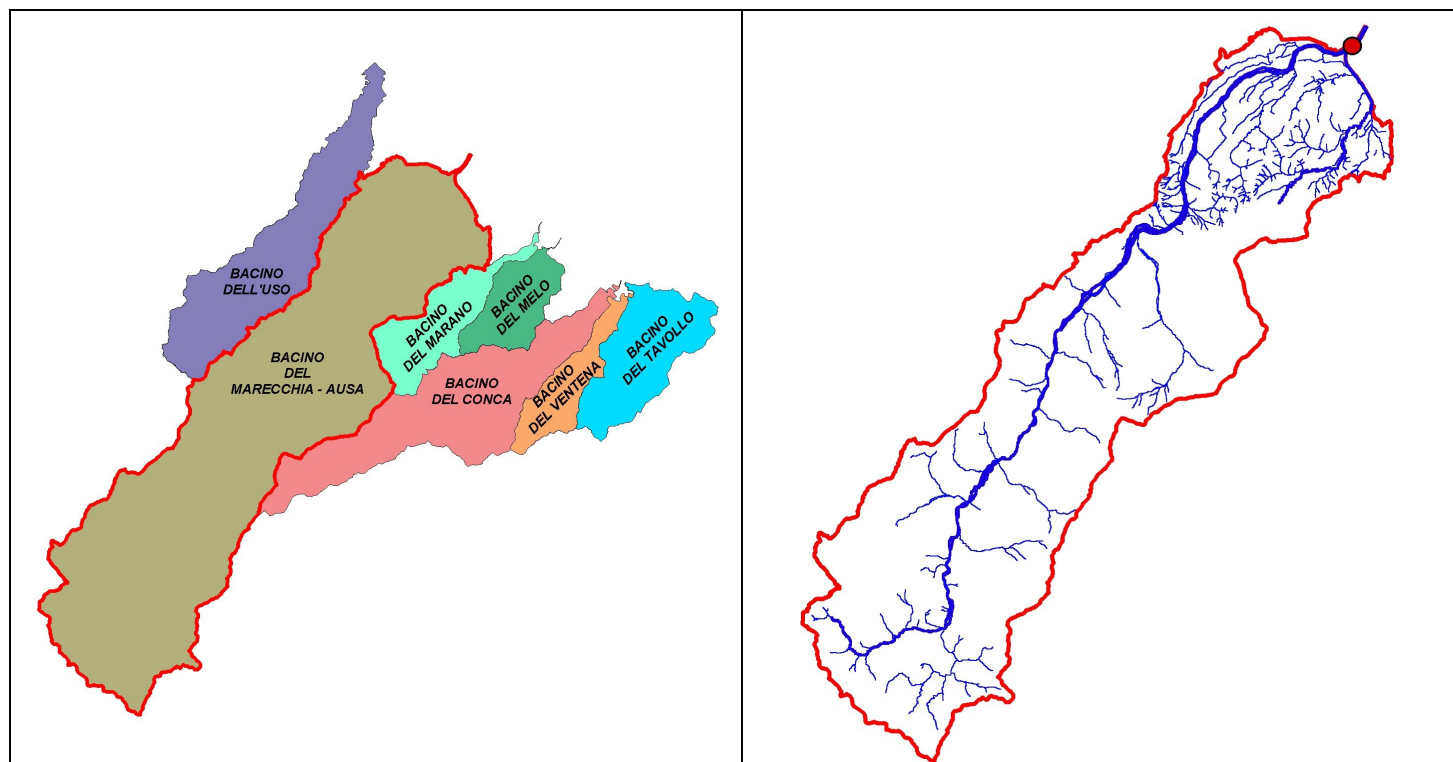 BACINO
DELL'USO
BACINO
DEL
MARECCHIA - AUSA
BACINO
DEL MARANO
BACINO
DEL MELO
BACINO
DEL CONCA
BACINO
DEL VENTENA
BACINO
DEL TAVOLLO